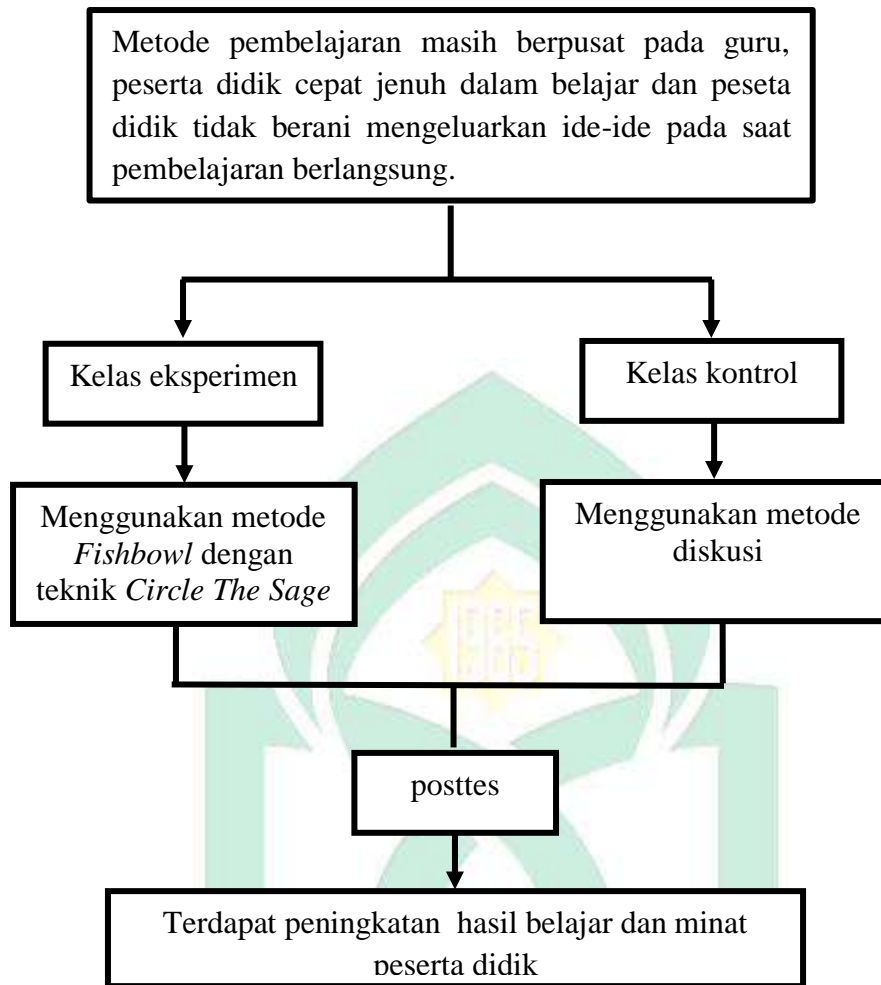 Metode pembelajaran masih berpusat pada guru,
peserta didik cepat jenuh dalam belajar dan peseta
didik tidak berani mengeluarkan ide-ide pada saat
pembelajaran berlangsung.
Kelas eksperimen
Kelas kontrol
Menggunakan metode
Fishbowl dengan
teknik Circle The Sage
Menggunakan metode
diskusi
posttes
Terdapat peningkatan hasil belajar dan minat
peserta didik